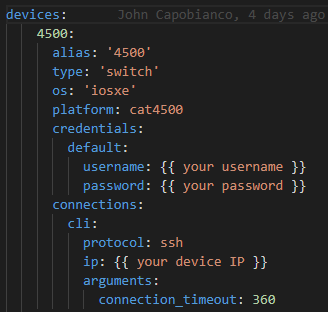 devices: John Capobianco, 4 days ago
4500:
alias: '4500'
type: 'switch'
os: 'iosxe'
platform: cat4500
credentials:
default:
username: {{ your username }}
password: {{ your password }}
connections:
cli:
protocol: ssh
ip: {{ your device IP }}
arguments:
connection_timeout: 360